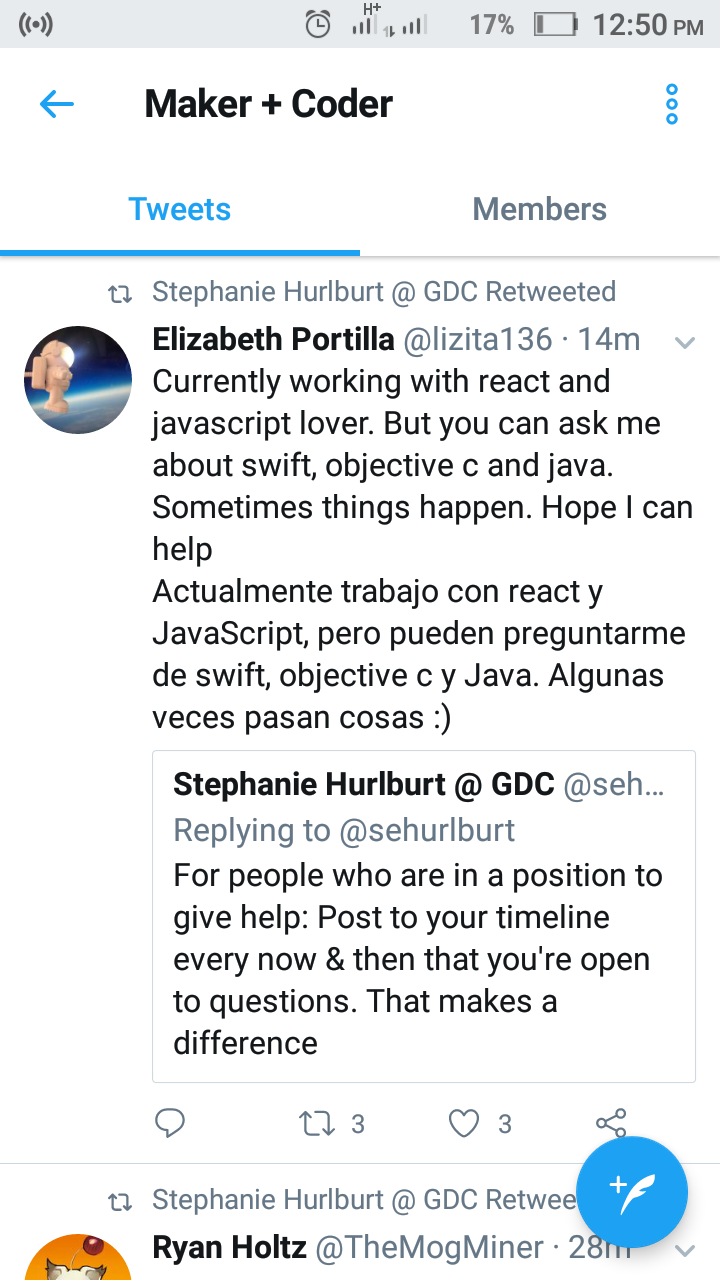 H+
17% 12:50 PM
Maker + Coder
Tweets Members
Stephanie Hurlburt @ GDC Retweeted
Elizabeth Portilla @lizita136 · 14m
Currently working with react and
javascript lover. But you can ask me
about swift, objective c and java.
Sometimes things happen. Hope I can
help
Actualmente trabajo con react y
JavaScript, pero pueden preguntarme
de swift, objective c y Java. Algunas
veces pasan cosas :)
Stephanie Hurlburt @ GDC @seh...
Replying to @sehurlburt
For people who are in a position to
give help: Post to your timeline
every now & then that you're open
to questions. That makes a
difference
3 3
Stephanie Hurlburt @ GDC Retwee
Ryan Holtz @TheMogMiner · 28m